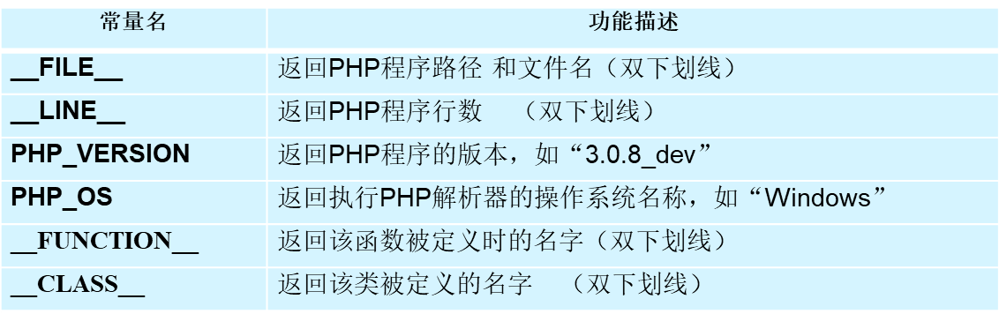 常量名 功能描述
__FILE__ 返回PHP程序路径 和文件名（双下划线）
__LINE__ 返回PHP程序行数 （双下划线）
PHP_VERSION 返回PHP程序的版本，如“3.0.8_dev”
PHP_OS 返回执行PHP解析器的操作系统名称，如“Windows”
__FUNCTION__ 返回该函数被定义时的名字（双下划线）
__CLASS__ 返回该类被定义的名字 （双下划线）